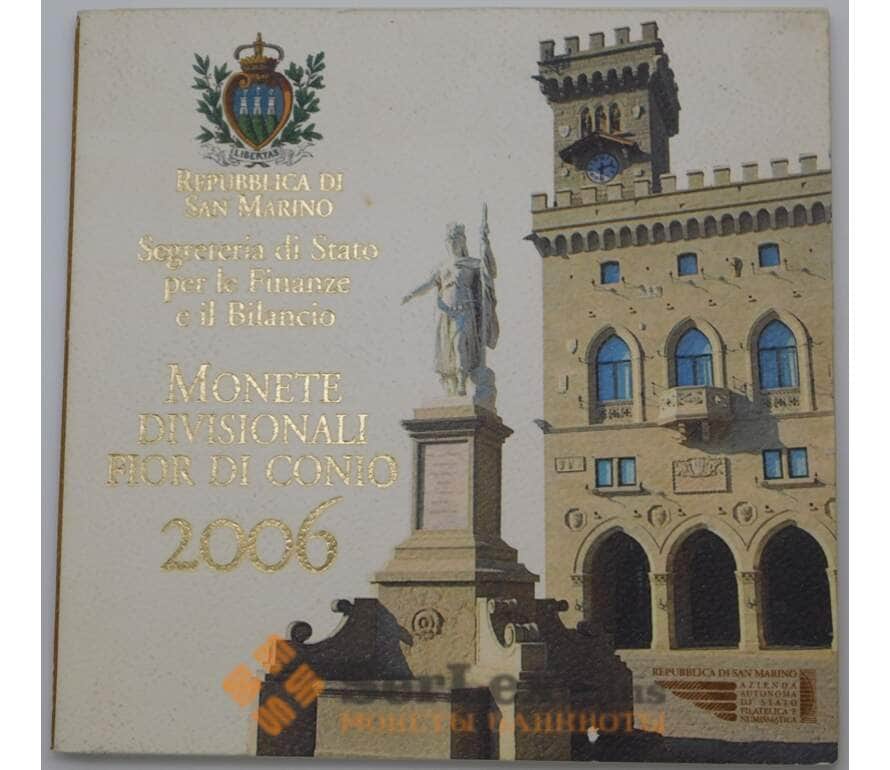 LIBERTAS
REPUBBLICA DI
SAN MARINO
Segreteria di Stato
per le Finanze
e il Bilancio
MONETE
DIVISIONALI
FIOR DI CONIO
2006
REPUBBLICA DI SAN MARINO
AZIENDA
AUTONOMA
DI STATO
FILATELICA E
NUMISMATICA
МОНЕТЫ БАНКНОТЫ